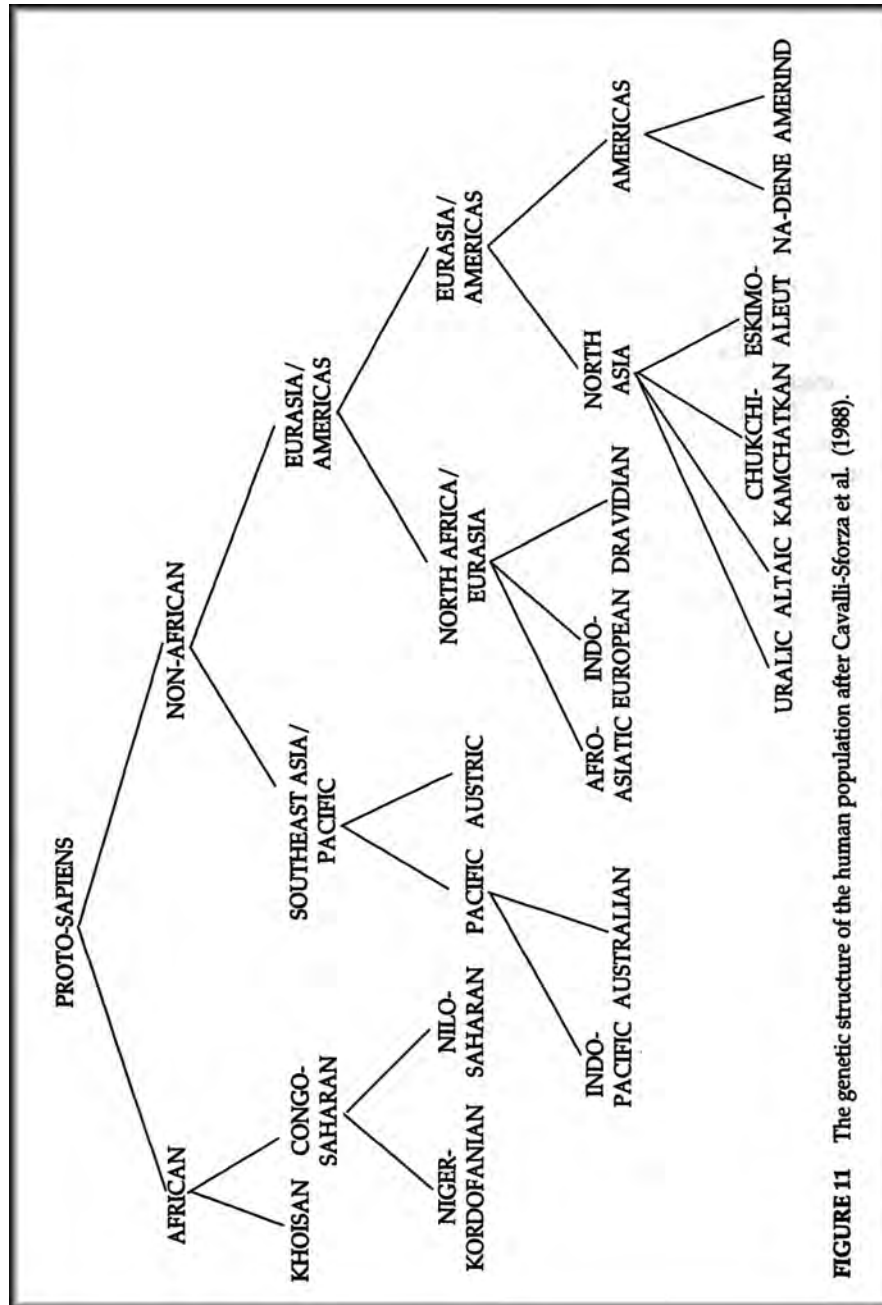 PROTO-SAPIENS
AFRICAN
NON-AFRICAN
KHOISAN
CONGO-
SAHARAN
SOUTHEAST ASIA/
PACIFIC
EURASIA/
AMERICAS
NIGER-
KORDOFANIAN
NILO-
SAHARAN
PACIFIC
AUSTRIC
NORTH AFRICA/
EURASIA
EURASIA/
AMERICAS
INDO-
PACIFIC
AUSTRALIAN
AFRO-
ASIATIC
INDO-
EUROPEAN
DRAVIDIAN
NORTH
ASIA
AMERICAS
URALIC
ALTAIC
CHUKCHI-
KAMCHATKAN
ESKIMO-
ALEUT
NA-DENE
AMERIND
FIGURE 11 The genetic structure of the human population after Cavalli-Sforza et al. (1988).